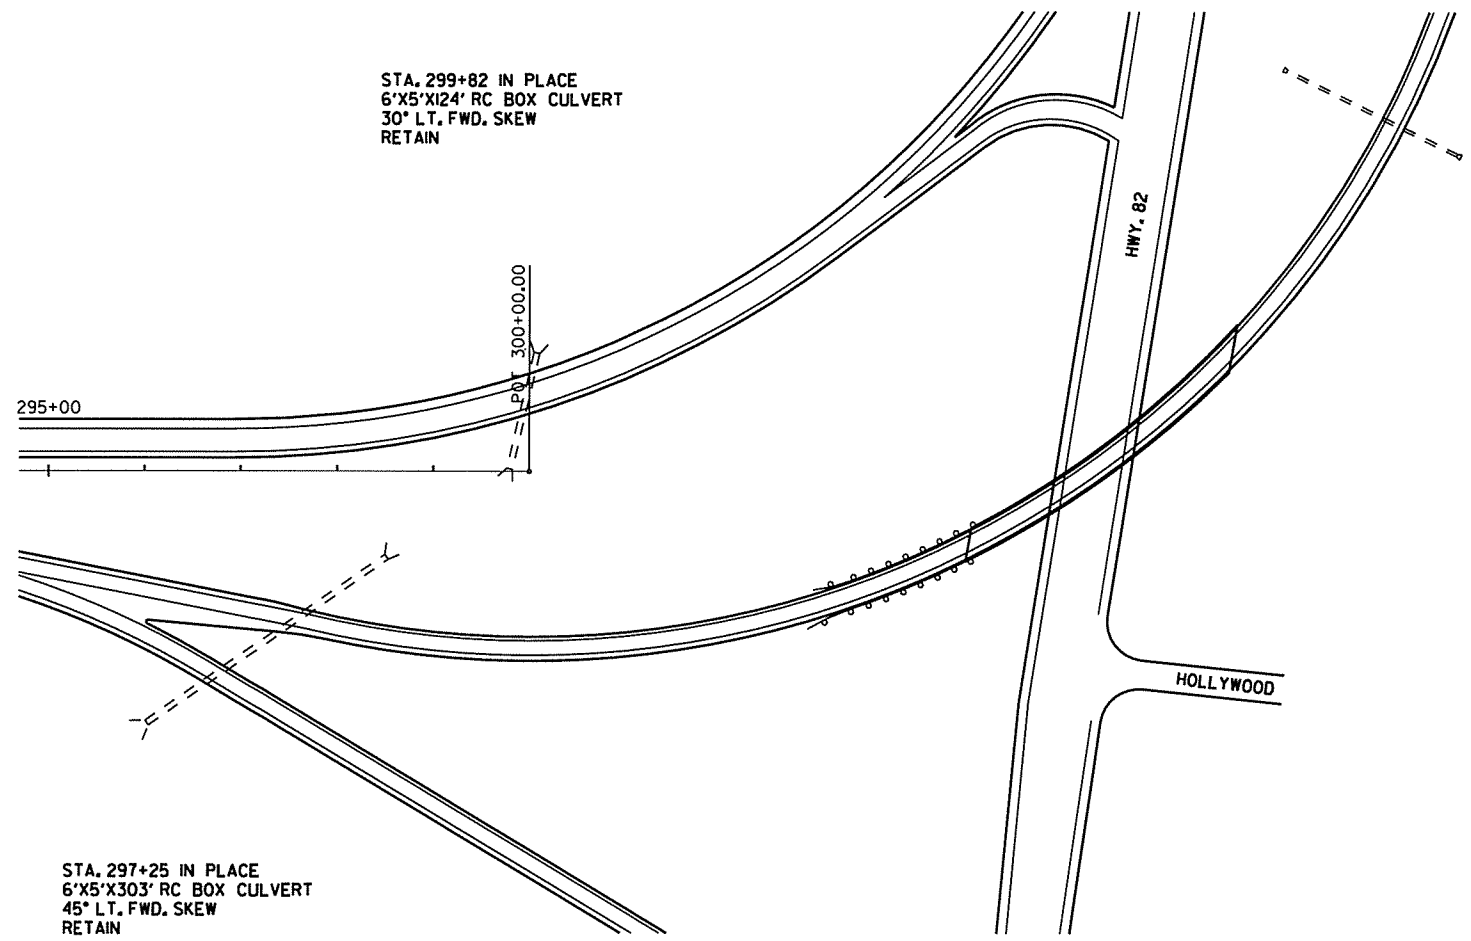 STA. 299+82 IN PLACE
6'X5'X124' RC BOX CULVERT
30° LT. FWD. SKEW
RETAIN
HWY. 82
POT 300+00.00
295+00
HOLLYWOOD
STA. 297+25 IN PLACE
6'X5'X303' RC BOX CULVERT
45° LT. FWD. SKEW
RETAIN